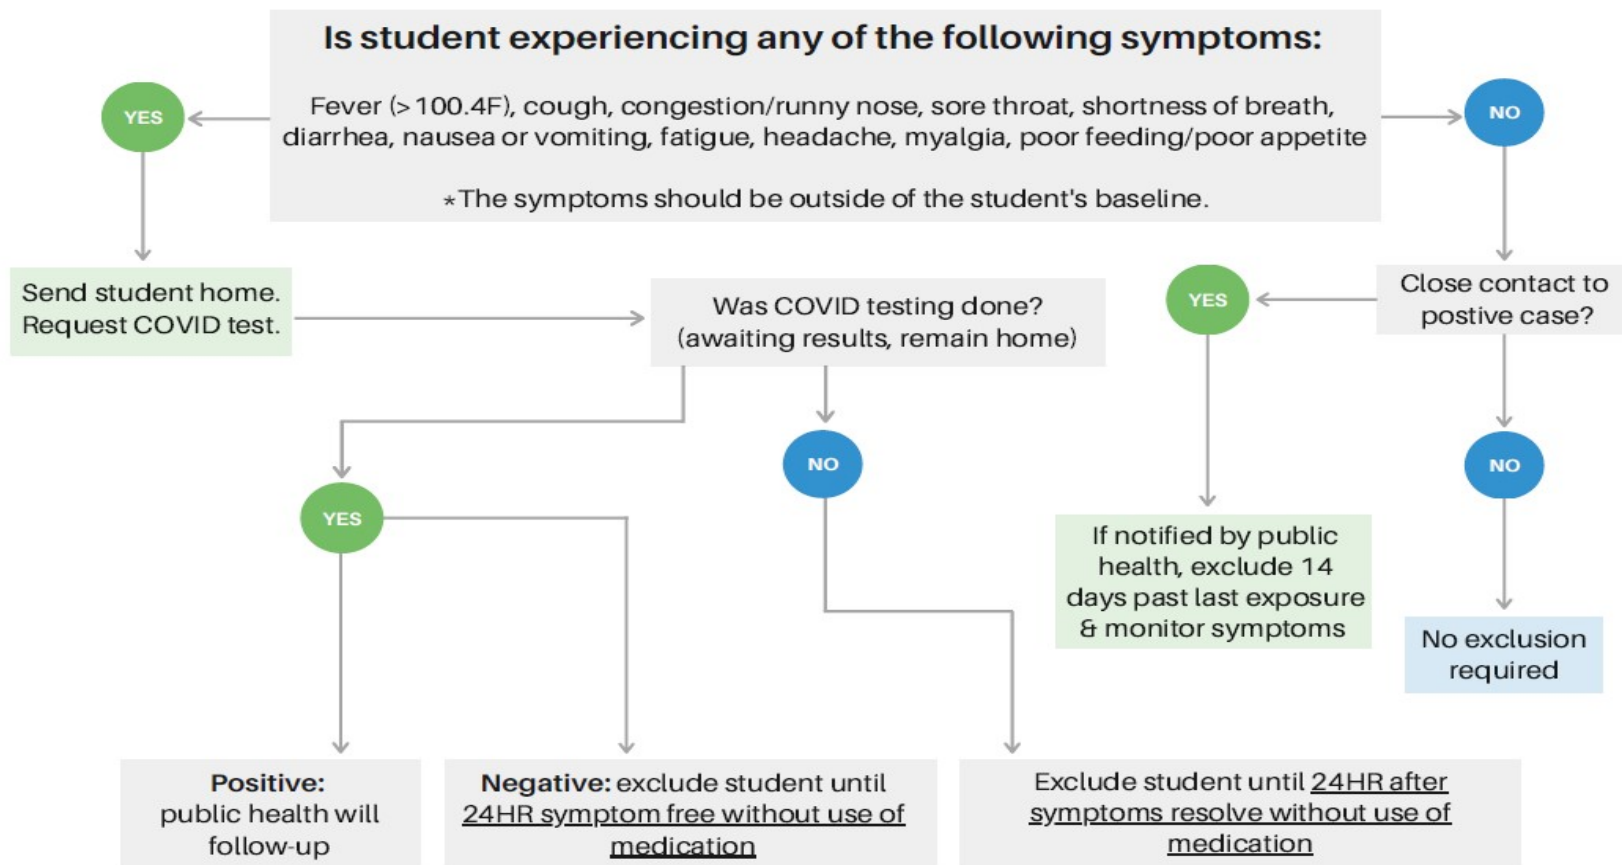 Is student experiencing any of the following symptoms:
Fever (>100.4F), cough, congestion/runny nose, sore throat, shortness of breath,
diarrhea, nausea or vomiting, fatigue, headache, myalgia, poor feeding/poor appetite
*The symptoms should be outside of the student's baseline.
YES
NO
Send student home.
Request COVID test.
Was COVID testing done?
(awaiting results, remain home)
YES
Close contact to
postive case?
YES
NO
NO
If notified by public
health, exclude 14
days past last exposure
& monitor symptoms
No exclusion
required
Positive:
public health will
follow-up
Negative: exclude student until
24HR symptom free without use of
medication
Exclude student until 24HR after
symptoms resolve without use of
medication